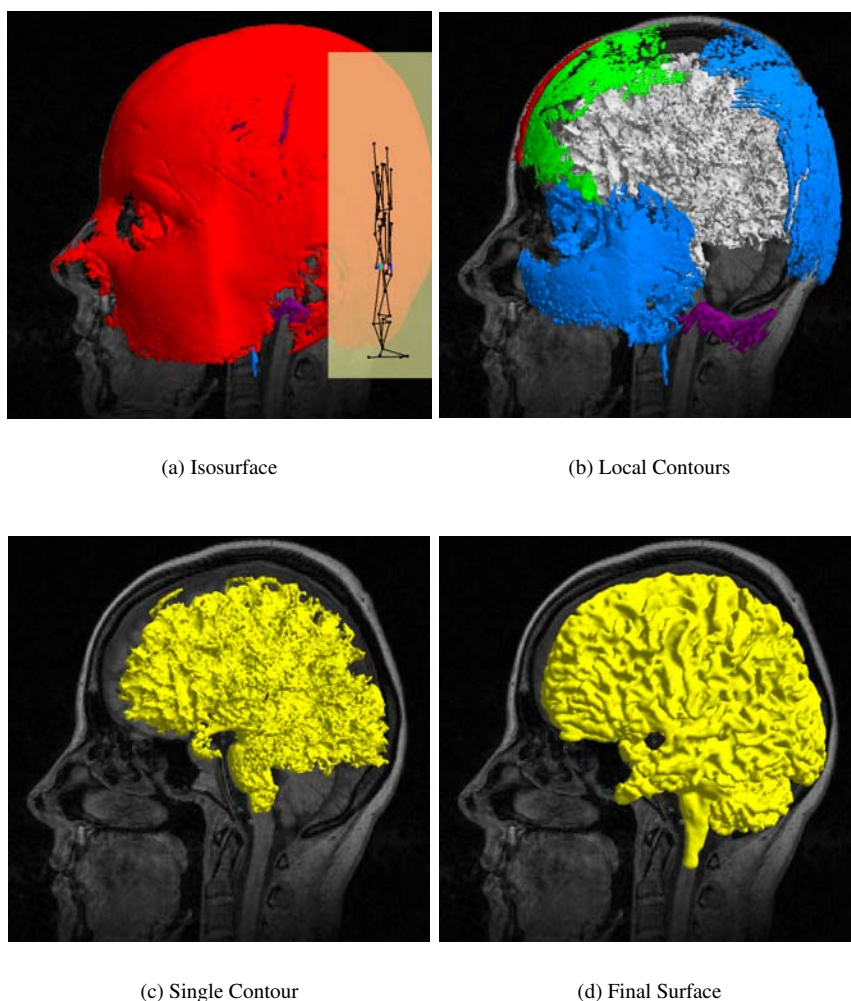 (a) Isosurface
(b) Local Contours
(c) Single Contour
(d) Final Surface